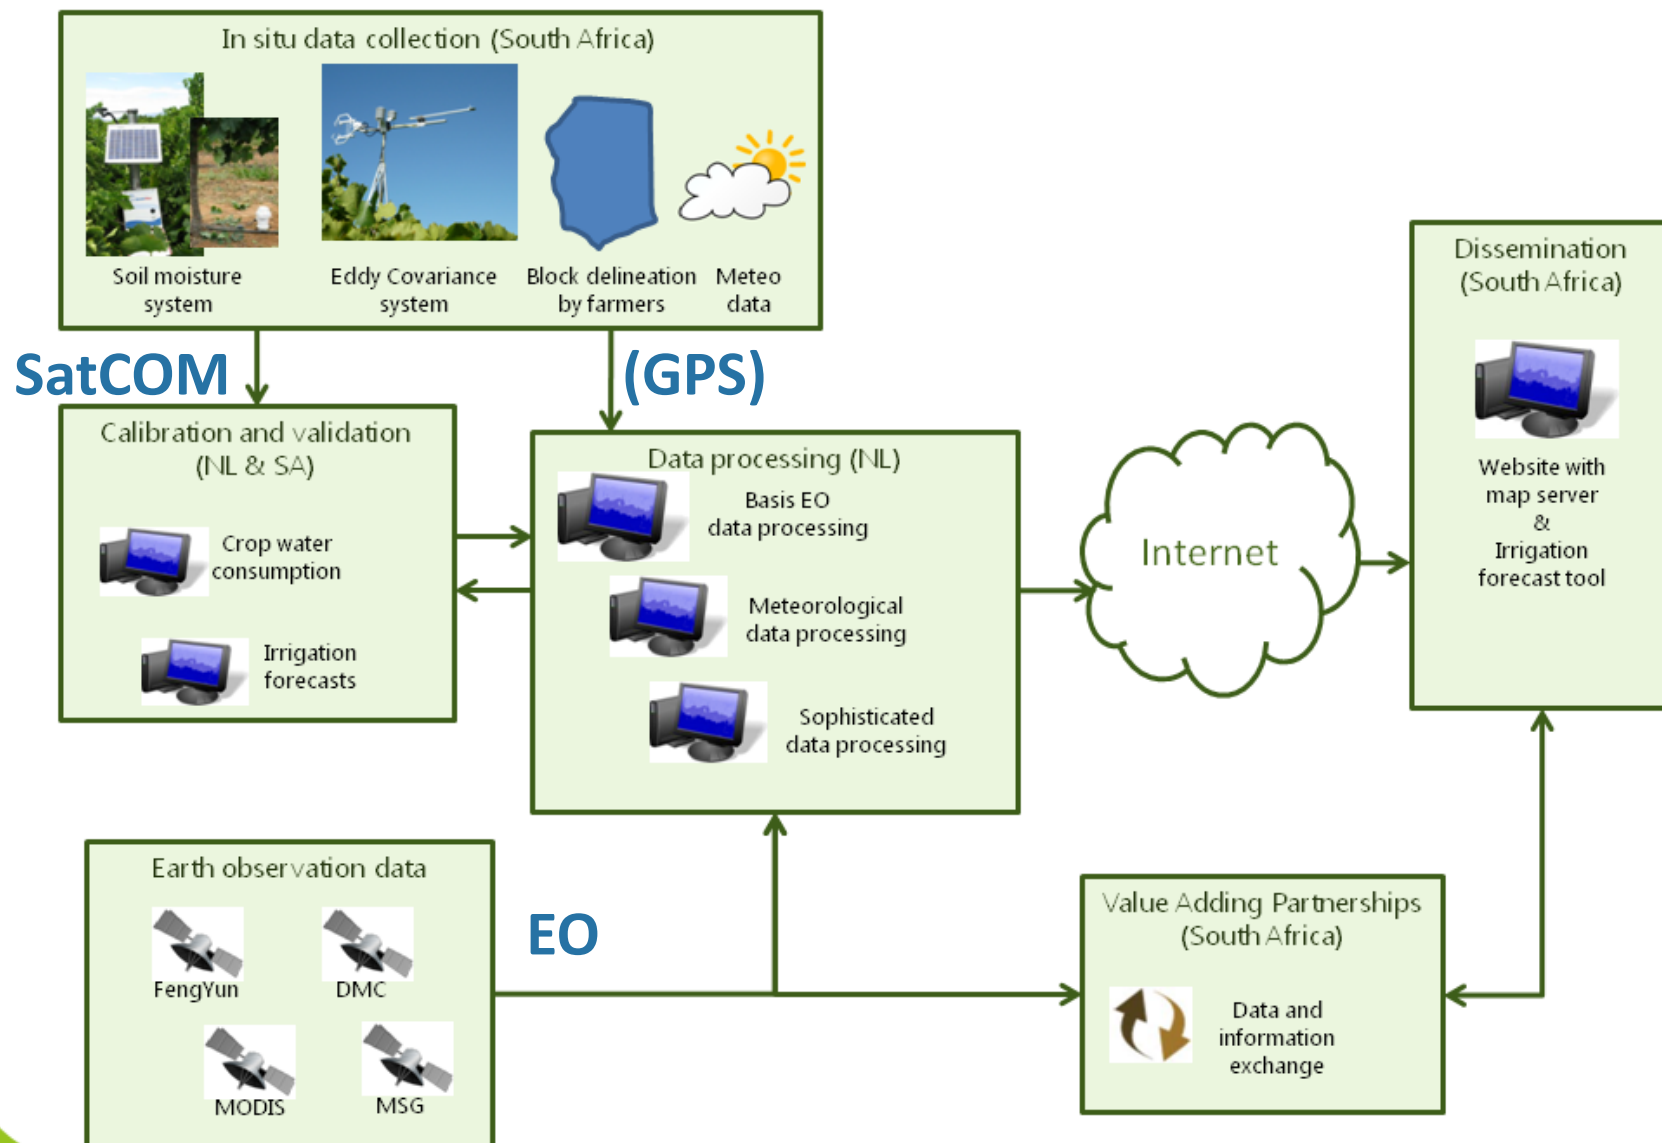 In situ data collection (South Africa)
Soil moisture
system
Eddy Covariance
system
Block delineation
by farmers
Meteo
data
SatCOM
(GPS)
Calibration and validation
(NL & SA)
Crop water
consumption
Irrigation
forecasts
Data processing (NL)
Basis EO
data processing
Meteorological
data processing
Sophisticated
data processing
Internet
Dissemination
(South Africa)
Website with
map server
&
Irrigation
forecast tool
Earth observation data
FengYun
DMC
MODIS
MSG
EO
Value Adding Partnerships
(South Africa)
Data and
information
exchange